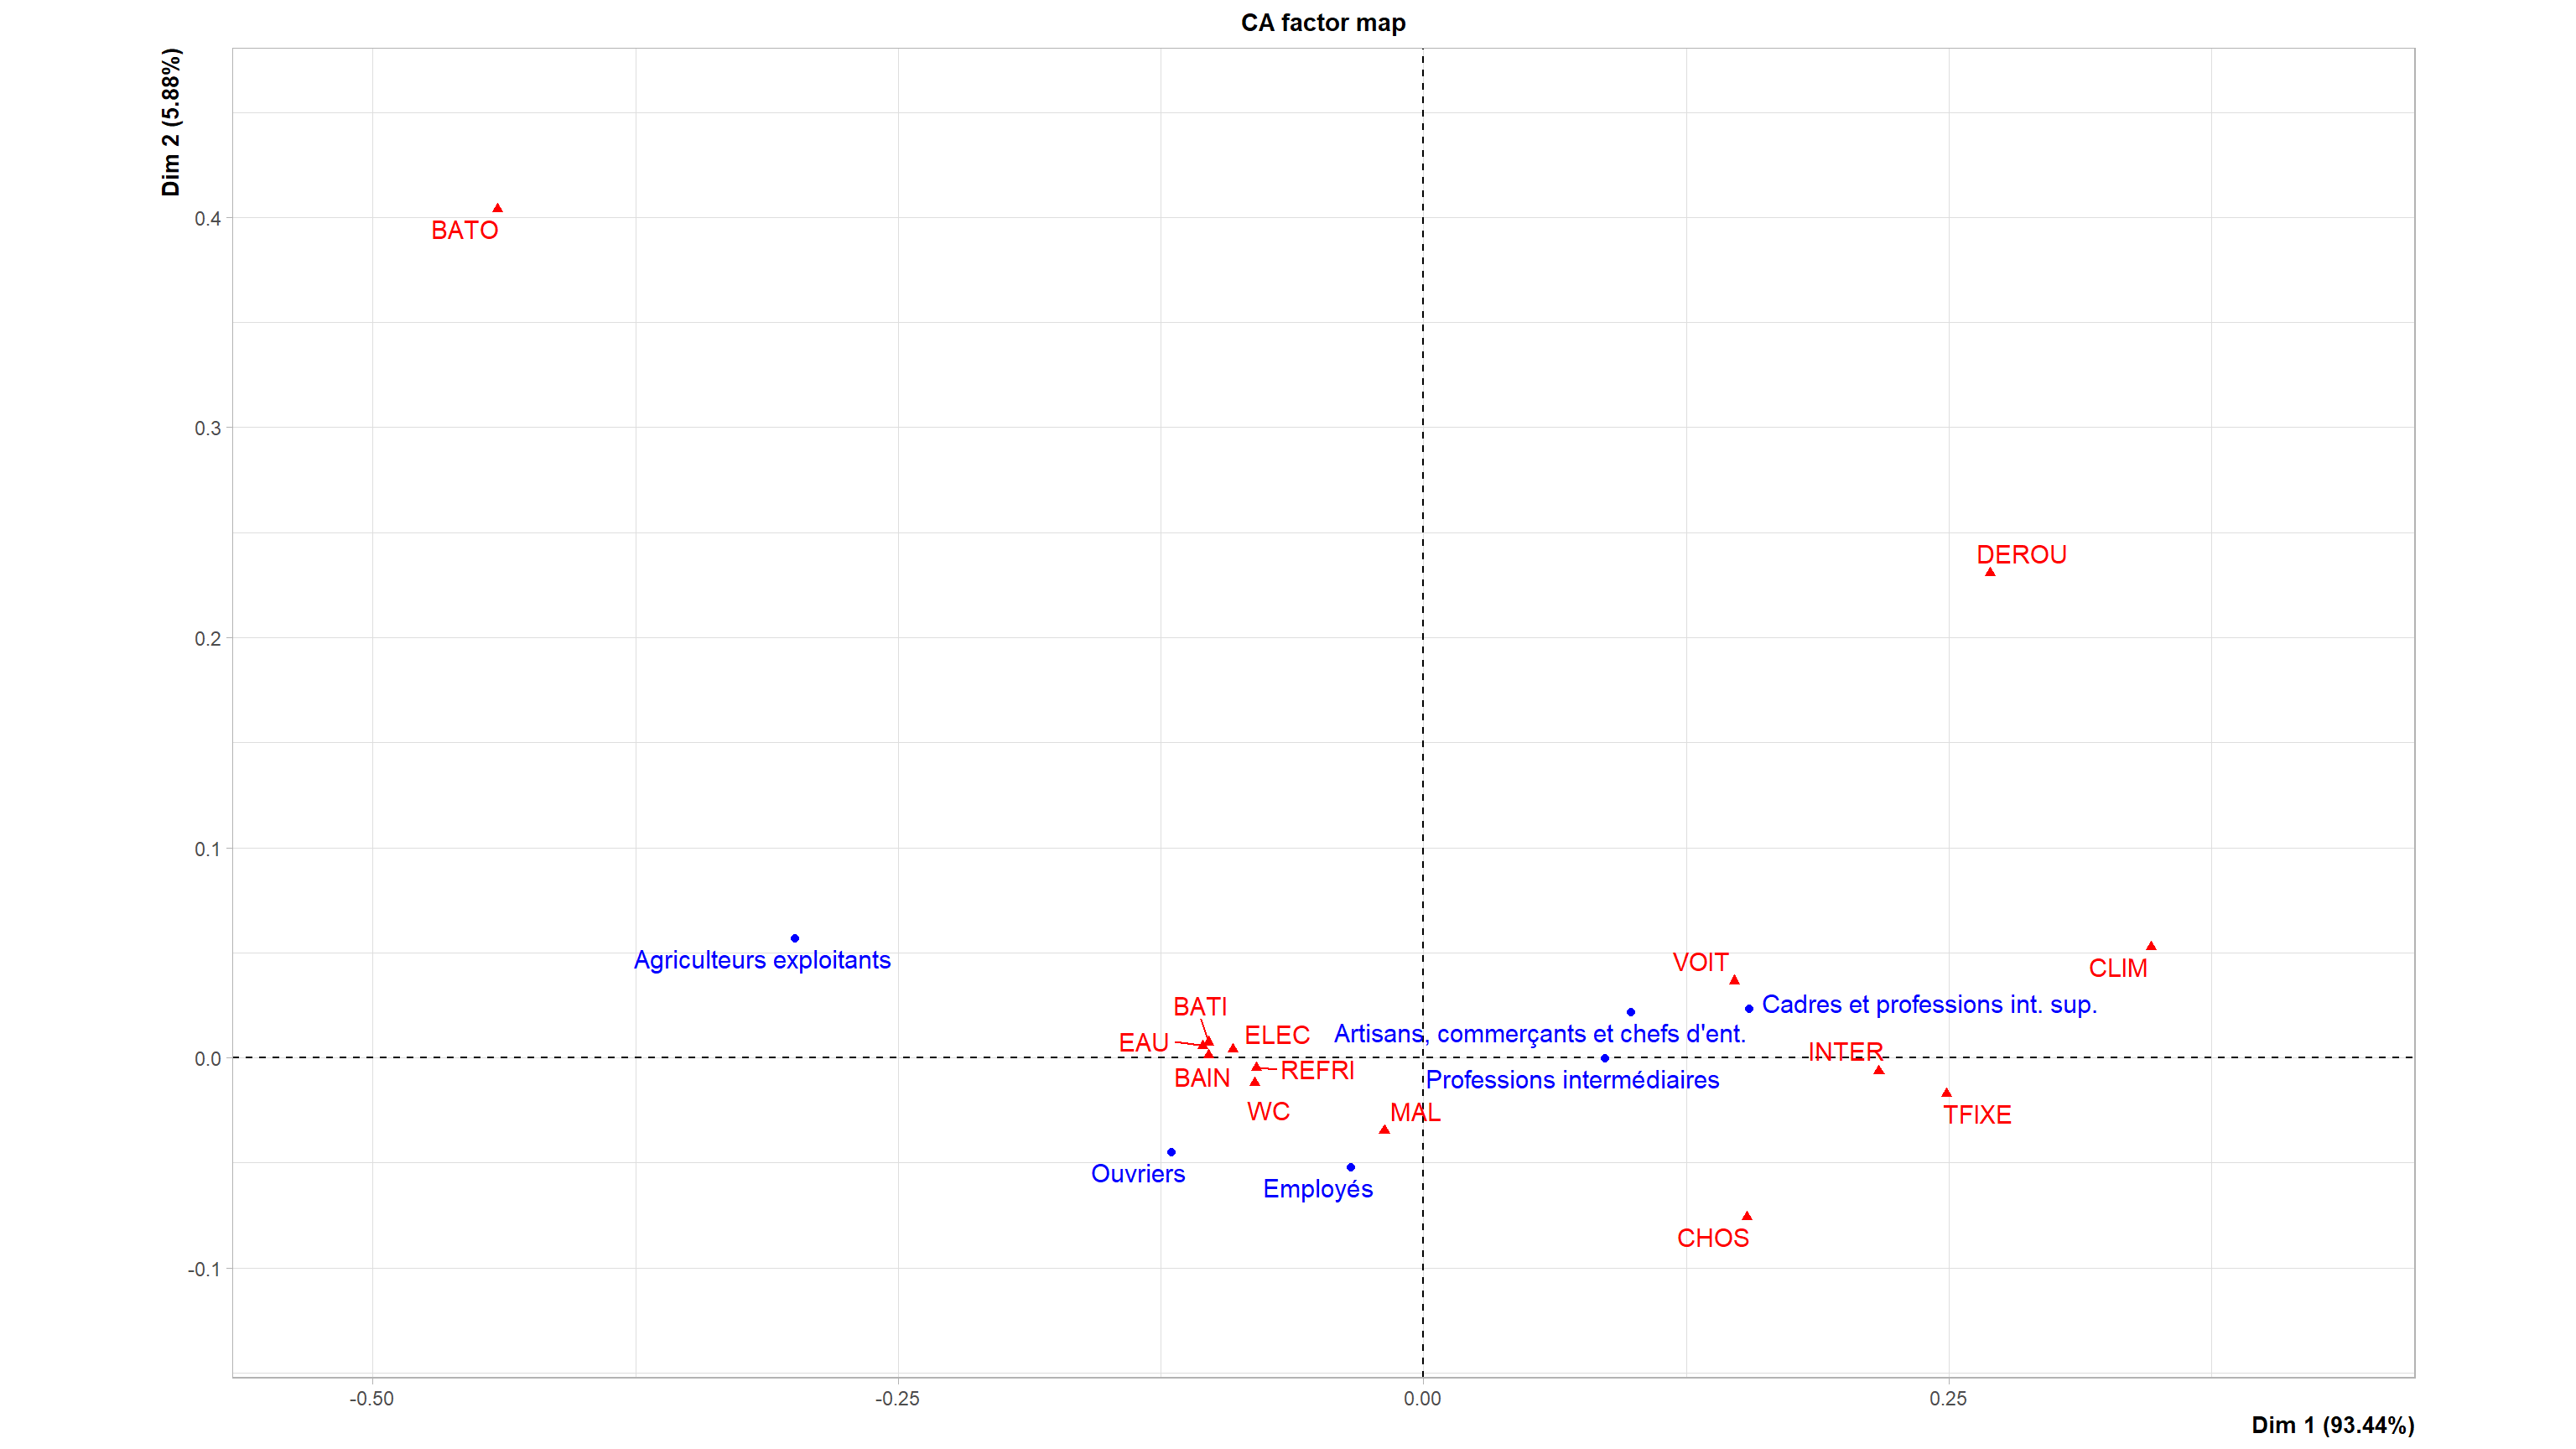 CA factor map
Dim 2 (5.88%)
0.4
0.3
0.2
0.1
0.0
-0.1
BATO
DEROU
Agriculteurs exploitants
VOIT
CLIM
BATI
Cadres et professions int. sup.
EAU
ELEC
Artisans, commerçants et chefs d'ent.
INTER
BAIN
REFRI
Professions intermédiaires
WC
MAL
TFIXE
Ouvriers
Employés
CHOS
-0.50
-0.25
0.00
0.25
Dim 1 (93.44%)